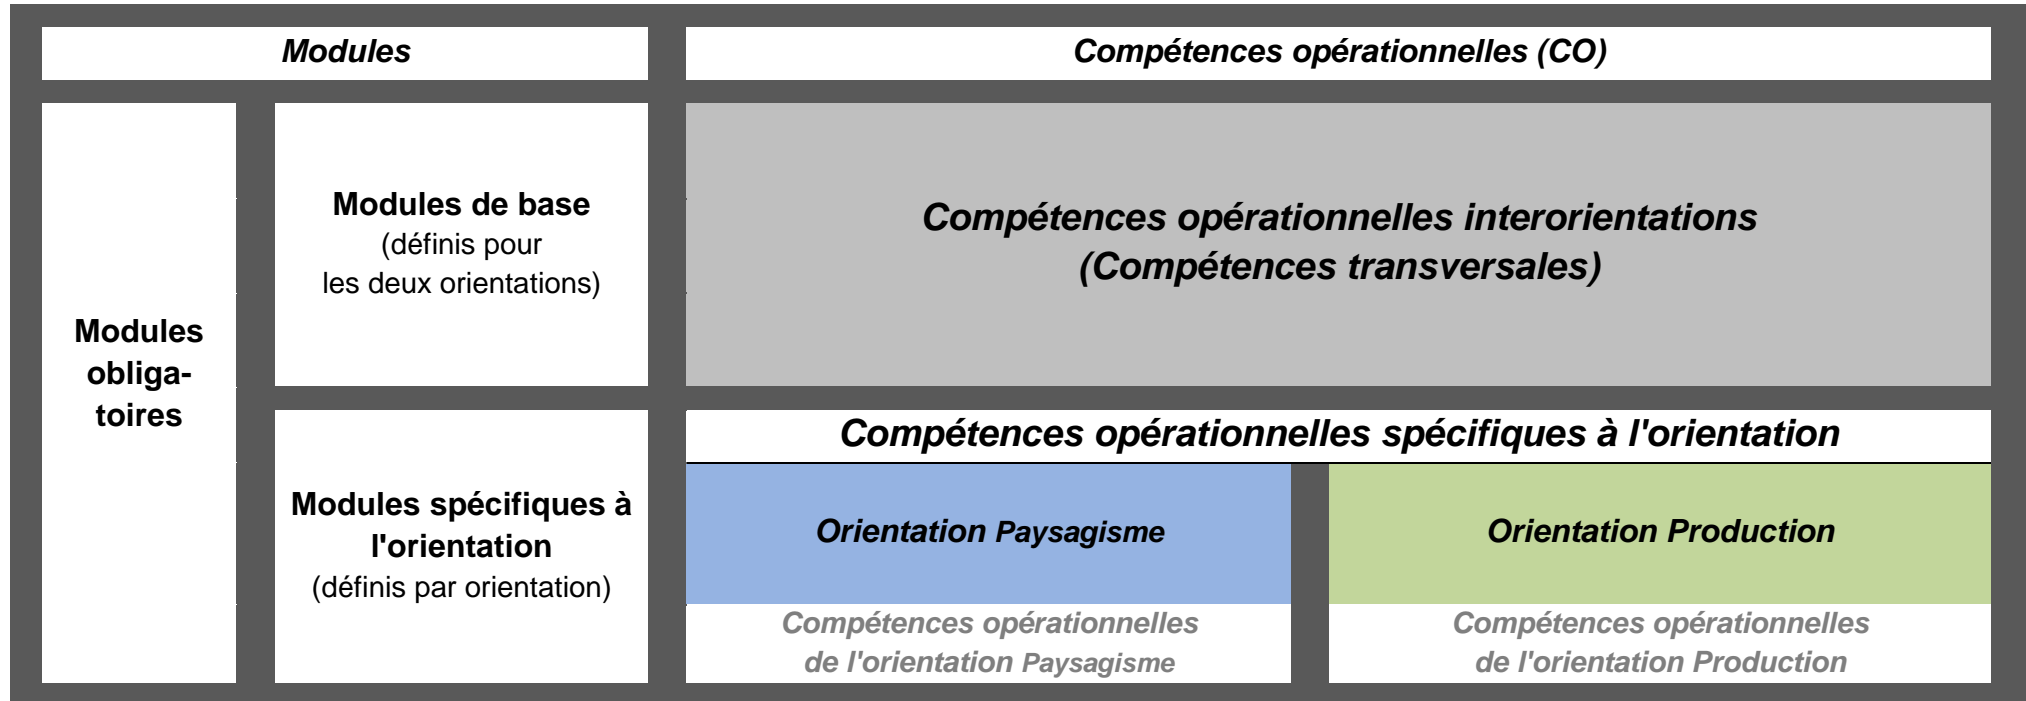 Modules
Compétences opérationnelles (CO)
Modules
obliga-
toires
Modules de base
(définis pour
les deux orientations)
Compétences opérationnelles interorientations
(Compétences transversales)
Modules spécifiques à
l'orientation
(définis par orientation)
Compétences opérationnelles spécifiques à l'orientation
Orientation Paysagisme
Orientation Production
Compétences opérationnelles
de l'orientation Paysagisme
Compétences opérationnelles
de l'orientation Production